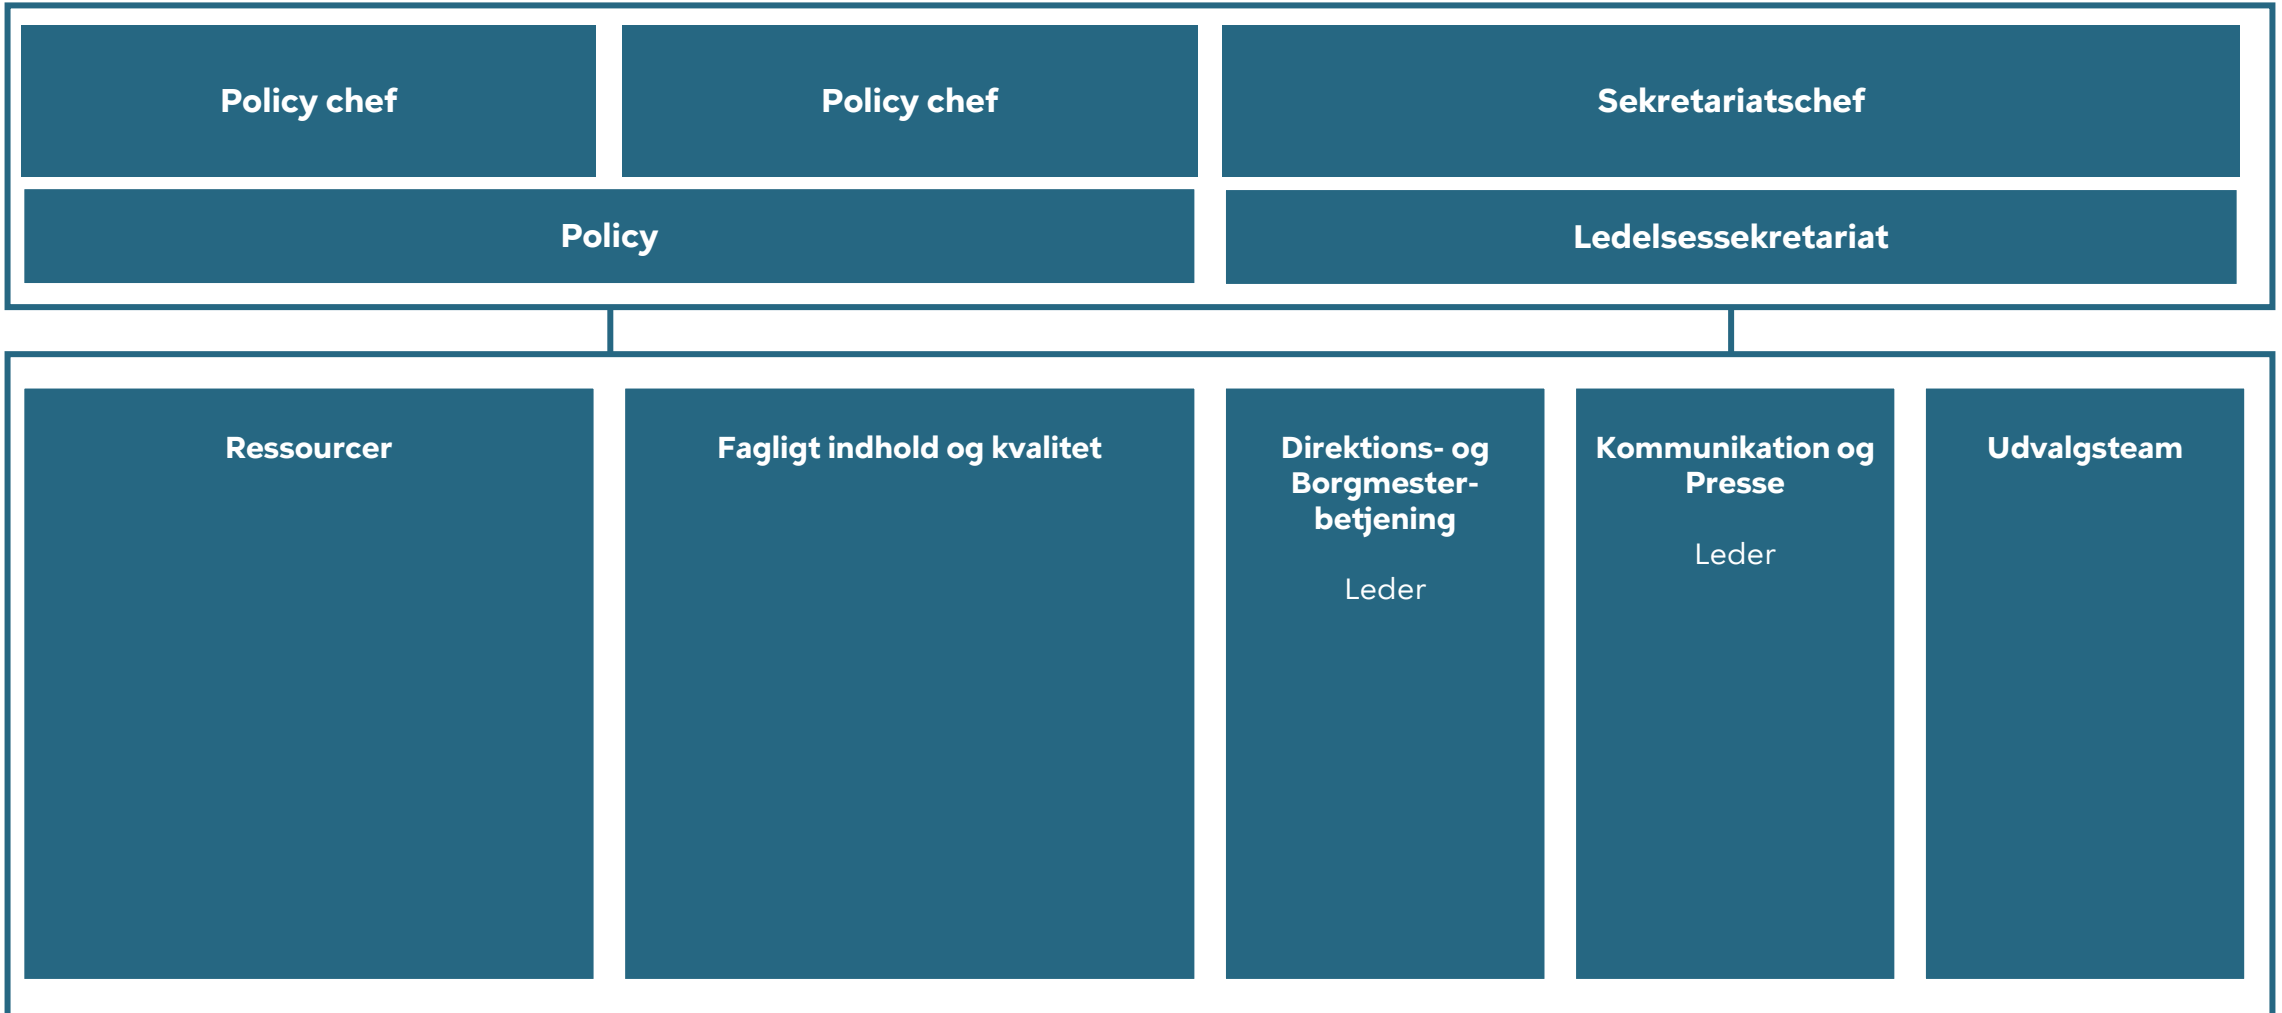 Policy chef
Policy chef
Sekretariatschef
Policy
Ledelsessekretariat
Ressourcer
Fagligt indhold og kvalitet
Direktions- og
Borgmester-
betjening
Leder
Kommunikation og
Presse
Leder
Udvalgsteam